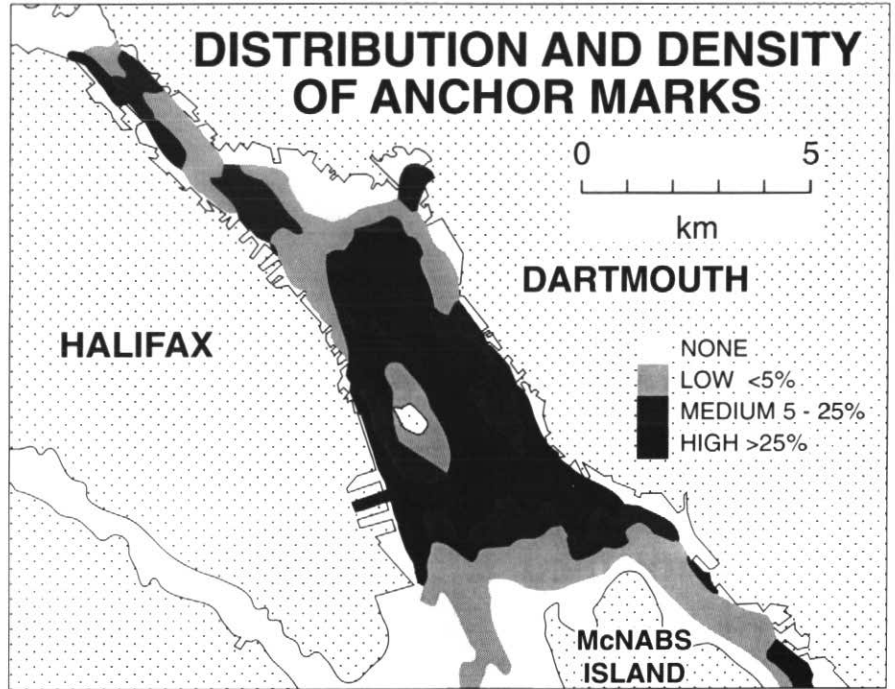 DISTRIBUTION AND DENSITY
OF ANCHOR MARKS
0 5
km
DARTMOUTH
HALIFAX
NONE
LOW <5%
MEDIUM 5 - 25%
HIGH >25%
McNABS
ISLAND